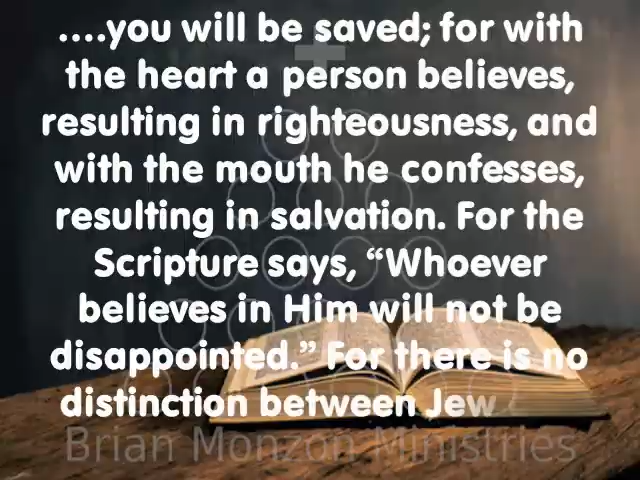 ....you will be saved; for with
the heart a person believes,
resulting in righteousness, and
with the mouth he confesses,
resulting in salvation. For the
Scripture says, “Whoever
believes in Him will not be
disappointed.” For there is no
distinction between Jew
Brian Monzon Ministries